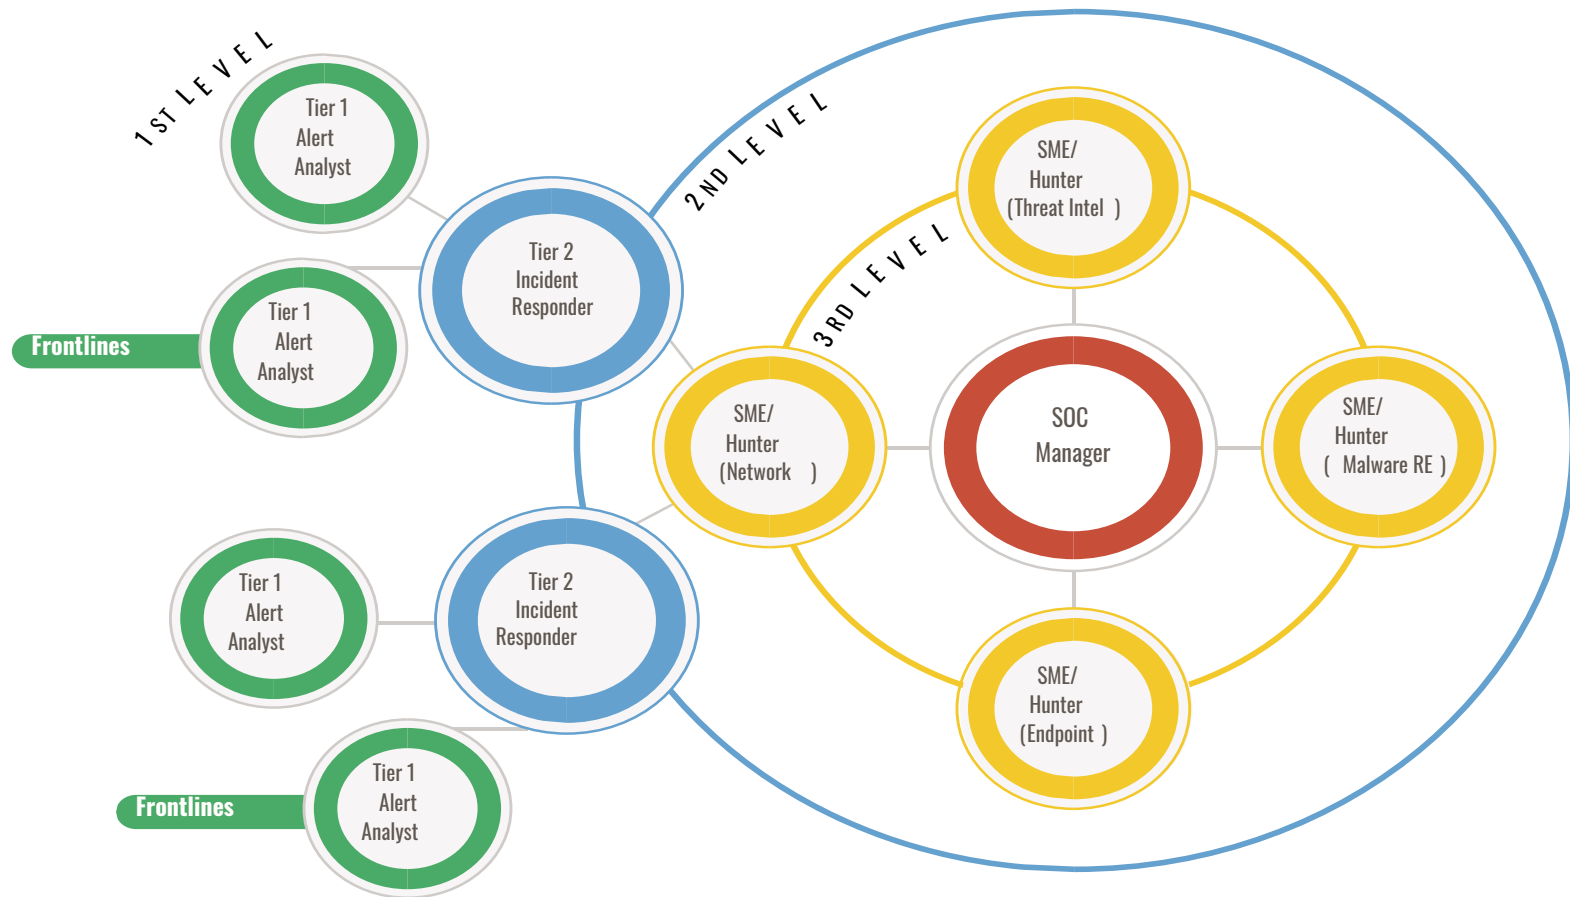 1ST LEVEL
Tier 1
Alert
Analyst
2ND LEVEL
SME/
Hunter
(Threat Intel )
Tier 2
Incident
Responder
3RD LEVEL
Tier 1
Alert
Analyst
Frontlines
SME/
Hunter
(Network )
SOC
Manager
SME/
Hunter
( Malware RE )
Tier 1
Alert
Analyst
Tier 2
Incident
Responder
SME/
Hunter
(Endpoint )
Tier 1
Alert
Analyst
Frontlines